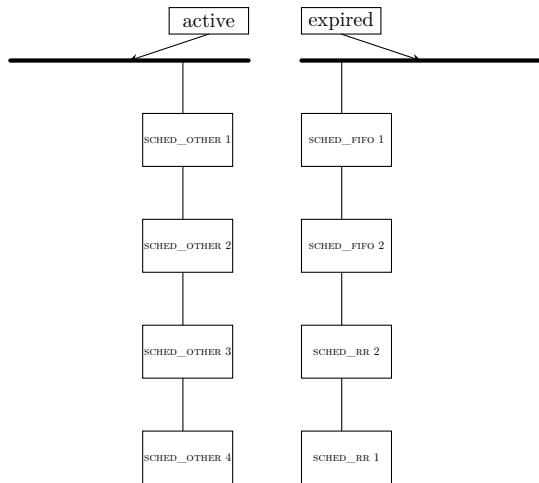 active
expired
SCHED_OTHER 1
SCHED_FIFO 1
SCHED_OTHER 2
SCHED_FIFO 2
SCHED_OTHER 3
SCHED_RR 2
SCHED_OTHER 4
SCHED_RR 1